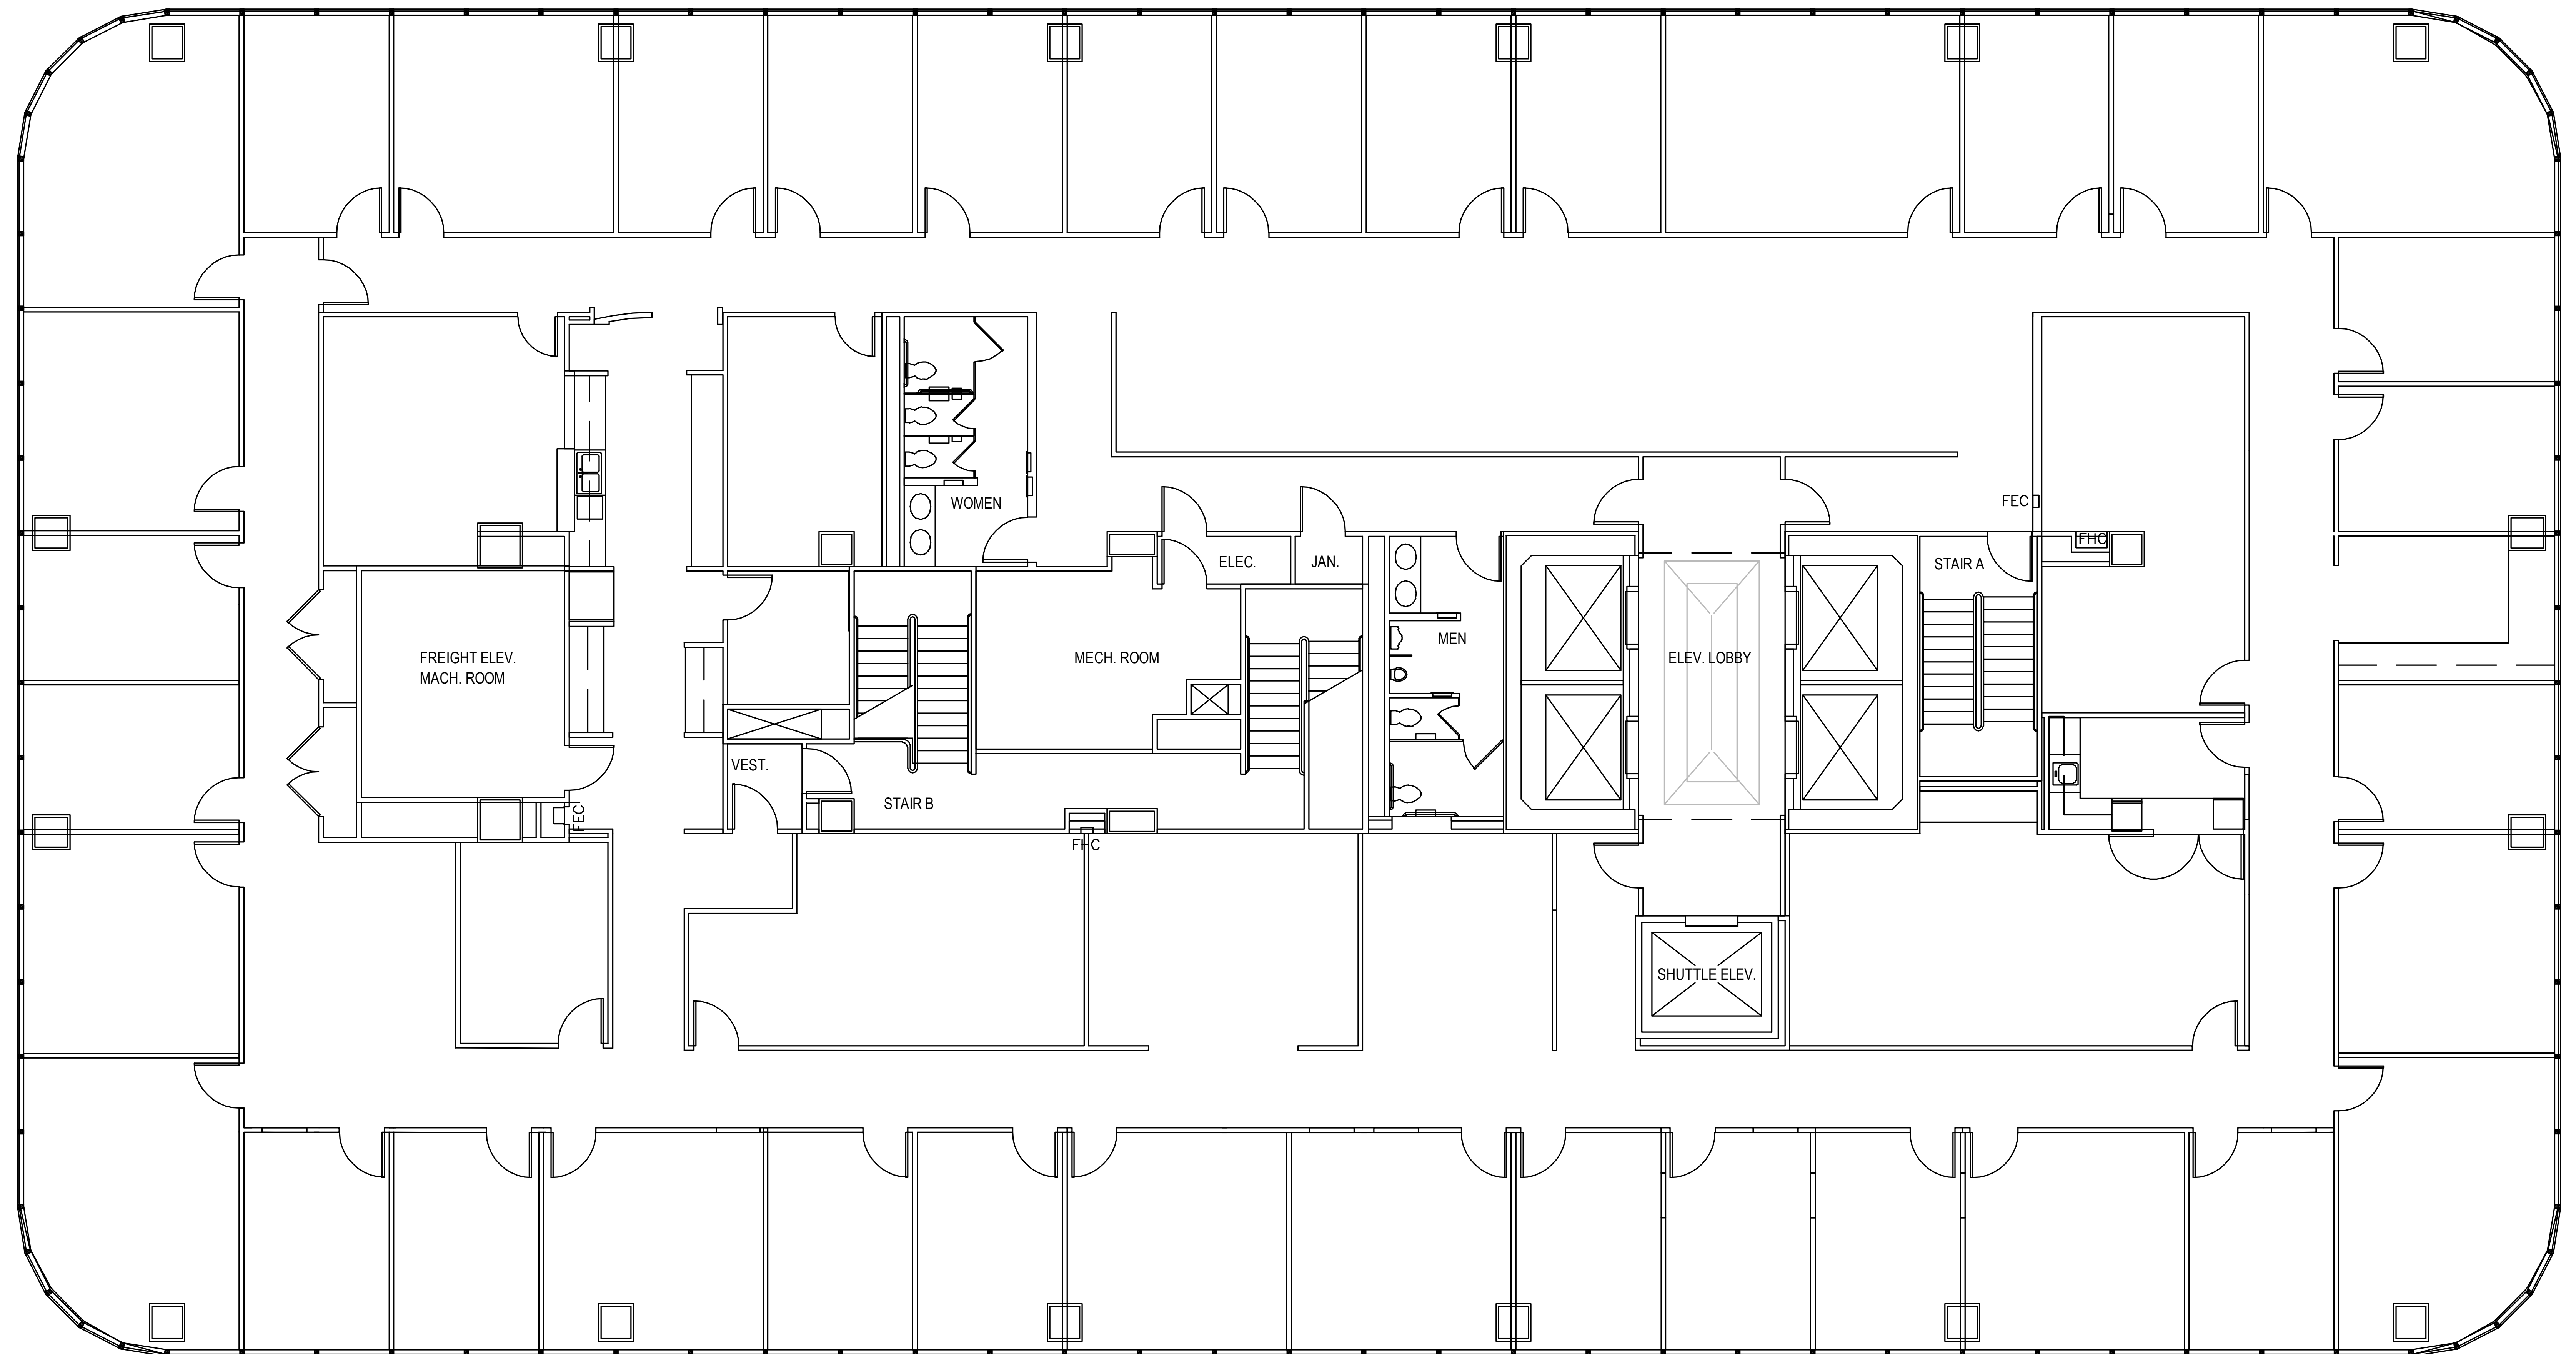 WOMEN
FEC
ELEC.
JAN.
STAIR A
FHC
MEN
FREIGHT ELEV.
MACH. ROOM
MECH. ROOM
ELEV. LOBBY
VEST.
STAIR B
FEC
FHC
SHUTTLE ELEV.